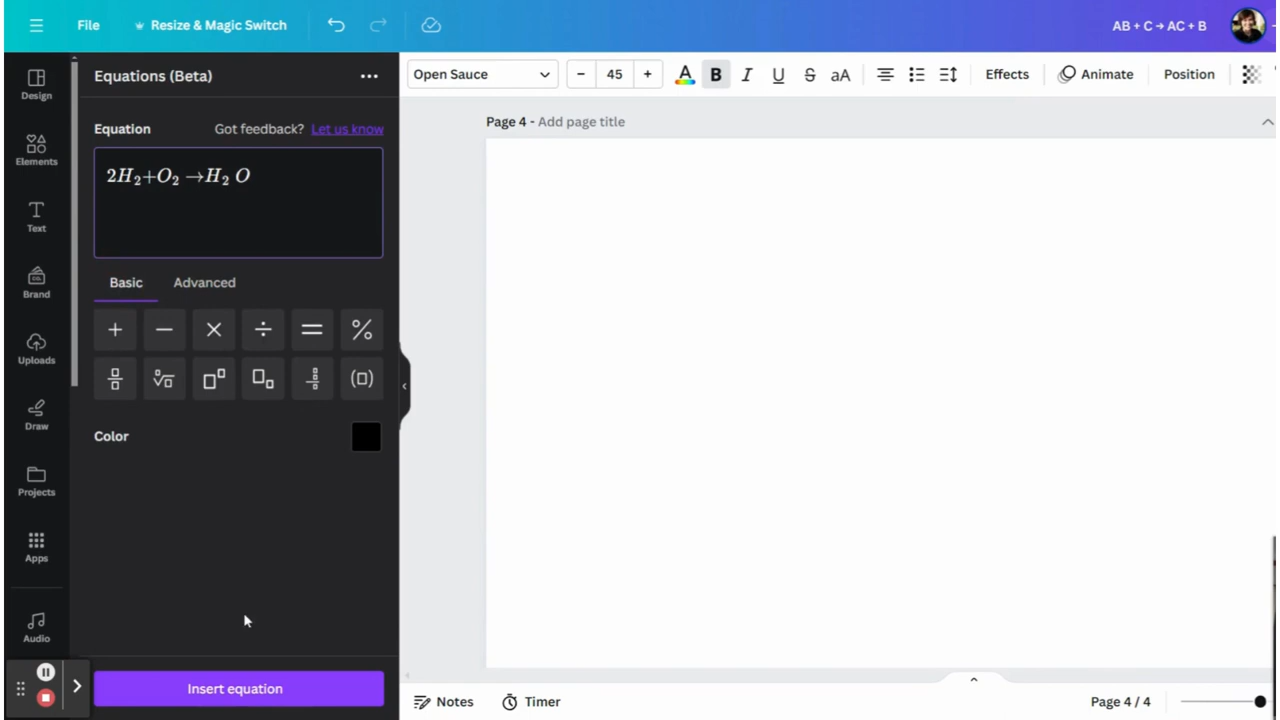 File
Resize & Magic Switch
AB + C → AC + B
Design
Elements
Text
Brand
Uploads
Draw
Projects
Apps
Audio
Equations (Beta)
Equation
Got feedback? Let us know
2H₂+O₂ →H₂ O
Basic
Advanced
+ − × ÷ = %
Color
Insert equation
Open Sauce
− 45 + A B I U S aA
Effects
Animate
Position
Page 4 - Add page title
Notes
Timer
Page 4 / 4